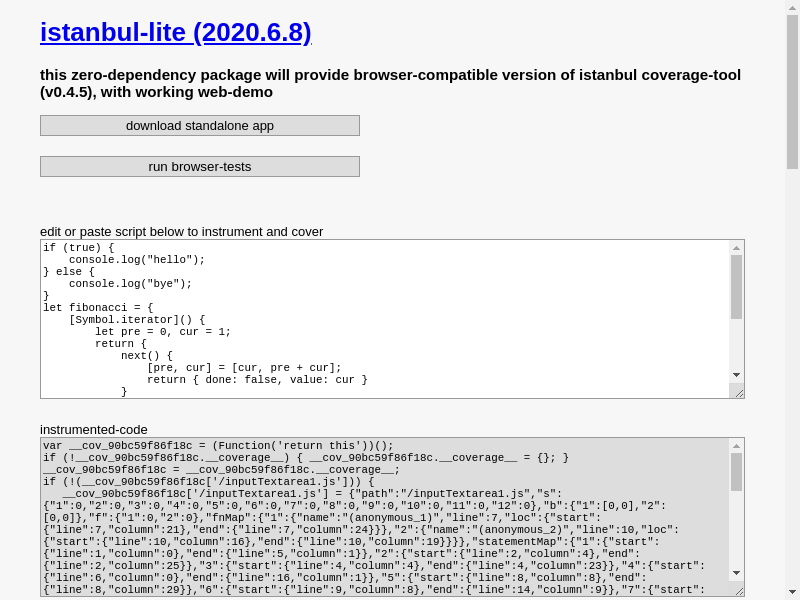 istanbul-lite (2020.6.8)
this zero-dependency package will provide browser-compatible version of istanbul coverage-tool
(v0.4.5), with working web-demo
download standalone app
run browser-tests
edit or paste script below to instrument and cover
if (true) {
    console.log("hello");
} else {
    console.log("bye");
}
let fibonacci = {
    [Symbol.iterator]() {
        let pre = 0, cur = 1;
        return {
            next() {
                [pre, cur] = [cur, pre + cur];
                return { done: false, value: cur }
            }
instrumented-code
var __cov_90bc59f86f18c = (Function('return this'))();
if (!__cov_90bc59f86f18c.__coverage__) { __cov_90bc59f86f18c.__coverage__ = {}; }
__cov_90bc59f86f18c = __cov_90bc59f86f18c.__coverage__;
if (!(__cov_90bc59f86f18c['/inputTextarea1.js'])) {
   __cov_90bc59f86f18c['/inputTextarea1.js'] = {"path":"/inputTextarea1.js","s":
{"1":0,"2":0,"3":0,"4":0,"5":0,"6":0,"7":0,"8":0,"9":0,"10":0,"11":0,"12":0},"b":{"1":[0,0],"2":
[0,0]},"f":{"1":0,"2":0},"fnMap":{"1":{"name":"(anonymous_1)","line":7,"loc":{"start":
{"line":7,"column":21},"end":{"line":7,"column":24}}},"2":{"name":"(anonymous_2)","line":10,"loc":
{"start":{"line":10,"column":16},"end":{"line":10,"column":19}}}},"statementMap":{"1":{"start":
{"line":1,"column":0},"end":{"line":5,"column":1}},"2":{"start":{"line":2,"column":4},"end":
{"line":2,"column":25}},"3":{"start":{"line":4,"column":4},"end":{"line":4,"column":23}},"4":{"start":
{"line":6,"column":0},"end":{"line":16,"column":1}},"5":{"start":{"line":8,"column":8},"end":
{"line":8,"column":29}},"6":{"start":{"line":9,"column":8},"end":{"line":14,"column":9}},"7":{"start":